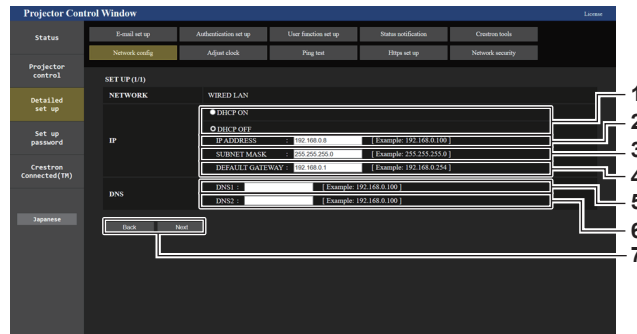 Projector Control Window
License
Status
Projector
control
Detailed
set up
Set up
password
Crestron
Connected(TM)
Japanese
E-mail set up
Authentication set up
User function set up
Status notification
Crestron tools
Network config
Adjust clock
Ping test
Https set up
Network security
SET UP (1/1)
NETWORK WIRED LAN
IP
DHCP ON
DHCP OFF
IP ADDRESS : 192.168.0.8 [ Example: 192.168.0.100 ]
SUBNET MASK : 255.255.255.0 [ Example: 255.255.255.0 ]
DEFAULT GATEWAY : 192.168.0.1 [ Example: 192.168.0.254 ]
DNS
DNS1 : [ Example: 192.168.0.100 ]
DNS2 : [ Example: 192.168.0.100 ]
Back Next
1
2
3
4
5
6
7